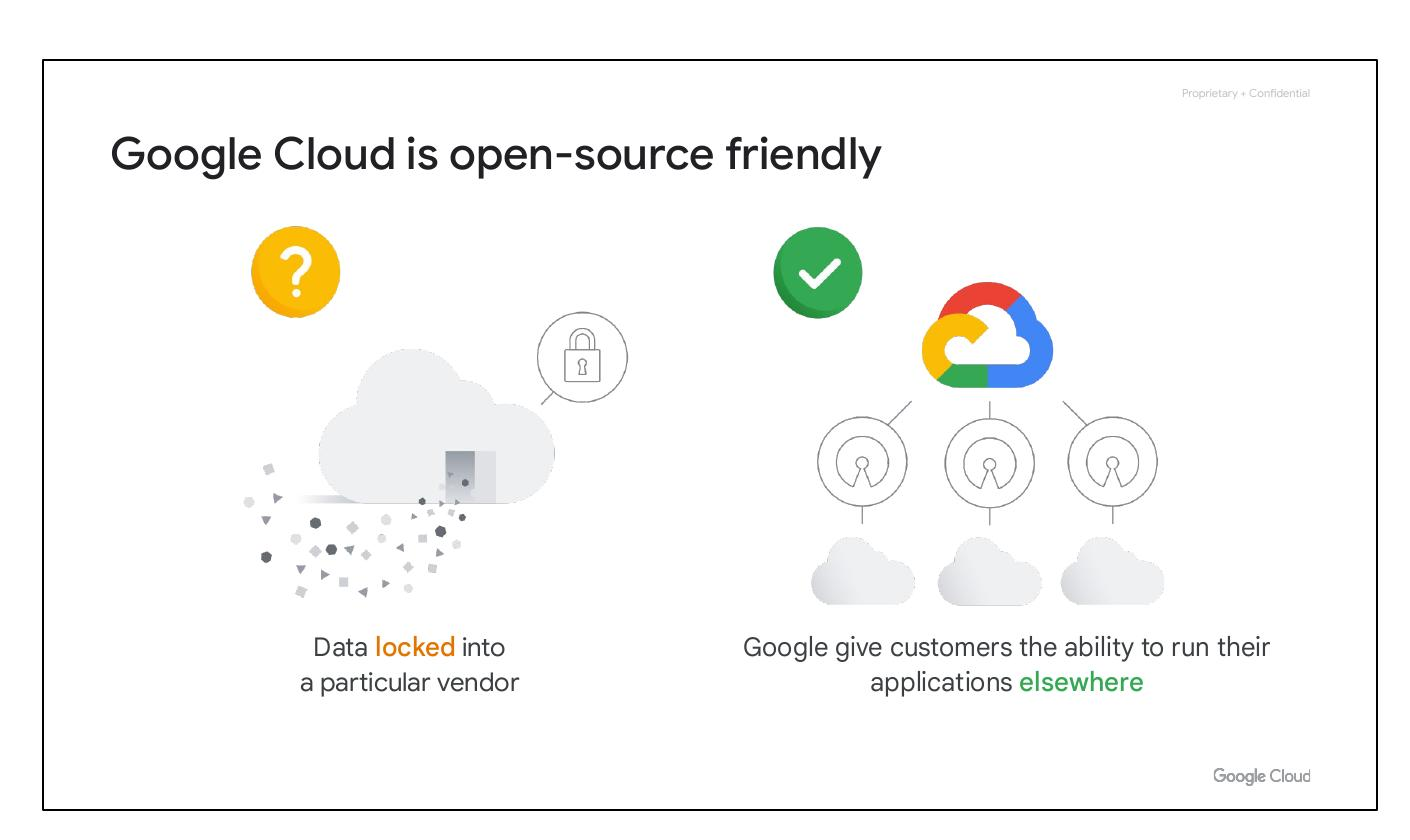 Proprietary + Confidential
Google Cloud is open-source friendly
Data locked into
a particular vendor
Google give customers the ability to run their
applications elsewhere
Google Cloud